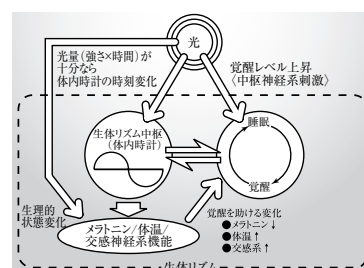 光
光量(強さ×時間)が
十分なら
体内時計の時刻変化
覚醒レベル上昇
〈中枢神経系刺激〉
生体リズム中枢
(体内時計)
睡眠
覚醒
生理的
状態変化
メラトニン/体温/
交感神経系機能
覚醒を助ける変化
●メラトニン↓
●体温↑
●交感系↑
生体リズム